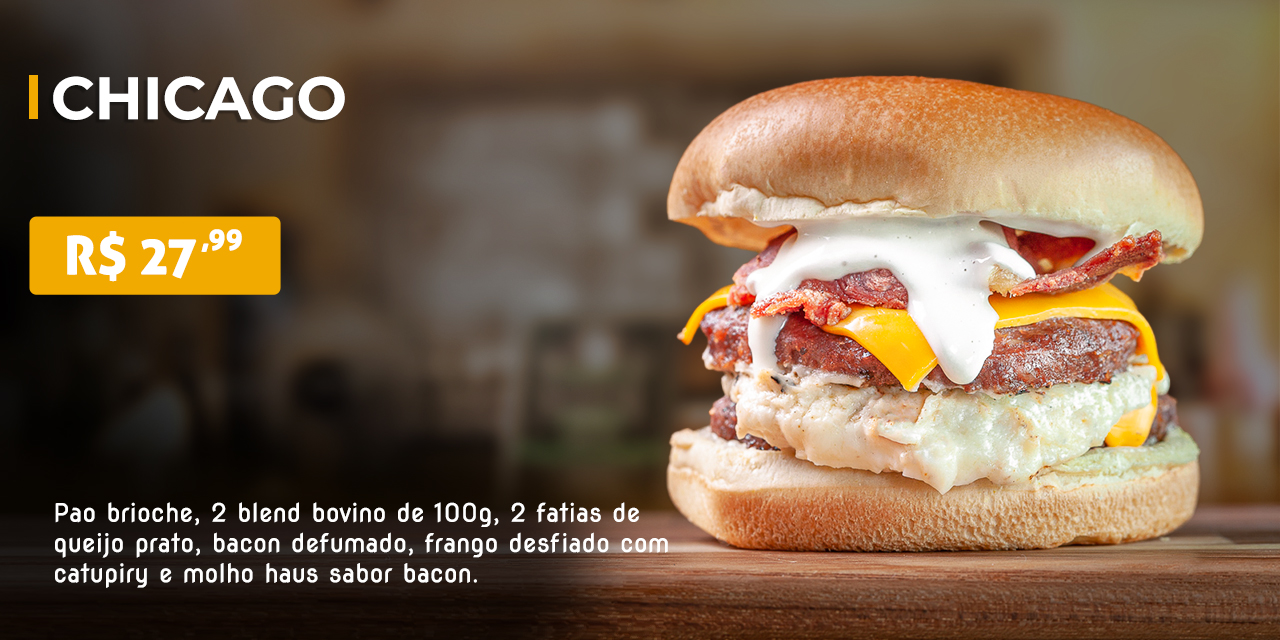 CHICAGO
R$ 27,99
Pao brioche, 2 blend bovino de 100g, 2 fatias de
queijo prato, bacon defumado, frango desfiado com
catupiry e molho haus sabor bacon.